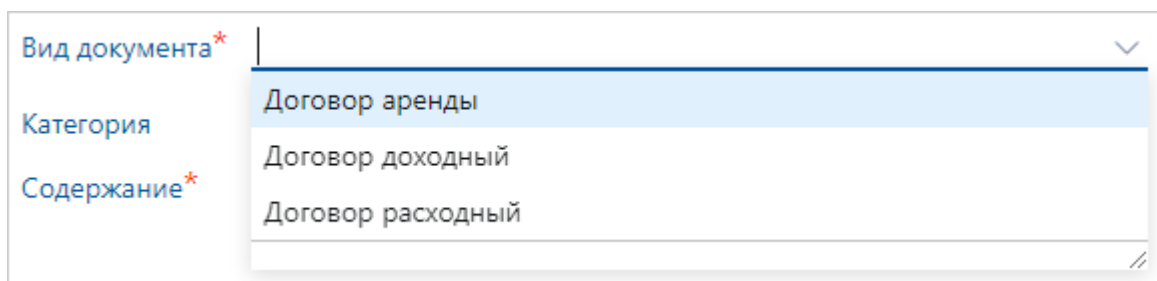 Вид документа*
Договор аренды
Категория
Договор доходный
Содержание*
Договор расходный